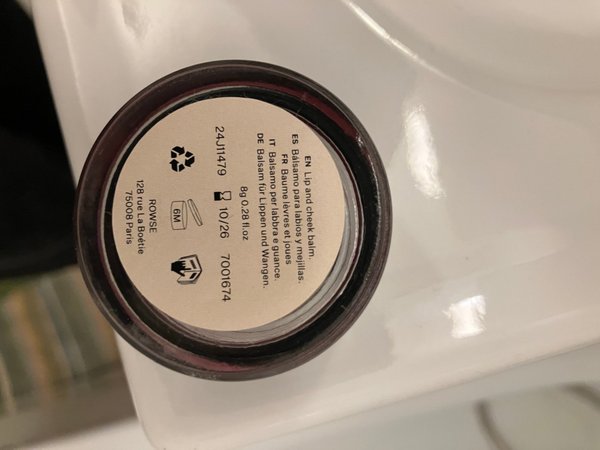 EN Lip and cheek balm.
ES Bálsamo para labios y mejillas.
FR Baume lèvres et joues
IT Balsamo per labbra e guance.
DE Balsam für Lippen und Wangen.
8g 0.28 fl.oz
24J11479 10/26 7001674
6M
ROWSE
128 rue La Boétie
75008 Paris